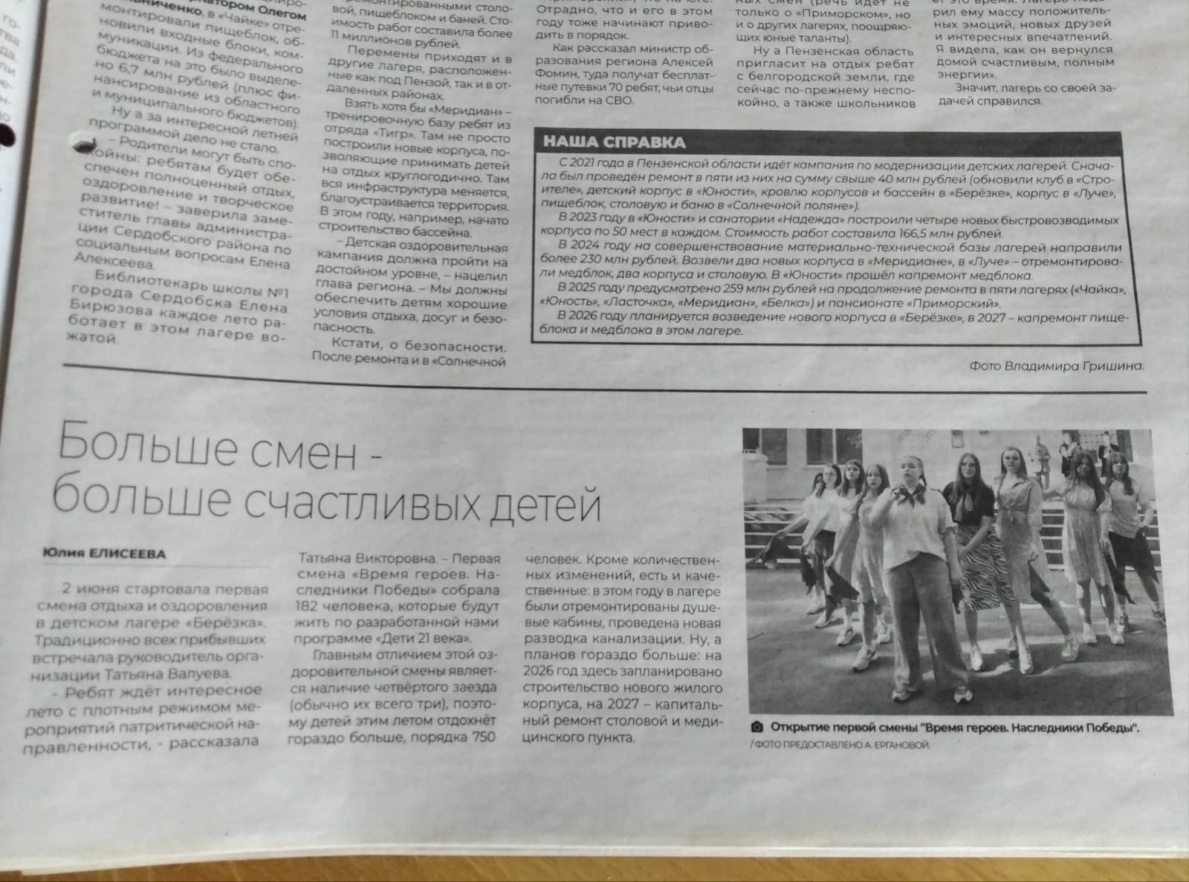 натором Олегом
ниченко, в «Чайке» отре-
монтировали пищеблок, об-
новили входные блоки, ком-
муникации. Из федерального
бюджета на это было выделе-
но 6,7 млн рублей (плюс фи-
нансирование из областного
и муниципального бюджетов).
Ну а за интересной летней
программой дело не стало.
– Родители могут быть спо-
койны: ребятам будет обе-
спечен полноценный отдых,
оздоровление и творческое
развитие! – заверила заме-
ститель главы администра-
ции Сердобского района по
социальным вопросам Елена
Алексеева.
Библиотекарь школы №1
города Сердобска Елена
Бирюзова каждое лето ра-
ботает в этом лагере во-
жатой.
ремонтированными столо-
вой, пищеблоком и баней. Сто-
имость работ составила более
11 миллионов рублей.
Перемены приходят и в
другие лагеря, расположен-
ные как под Пензой, так и в от-
даленных районах.
Взять хотя бы «Меридиан» –
тренировочную базу ребят из
отряда «Тигр». Там не просто
построили новые корпуса, по-
зволяющие принимать детей
на отдых круглогодично. Там
вся инфраструктура меняется,
благоустраивается территория.
В этом году, например, начато
строительство бассейна.
– Детская оздоровительная
кампания должна пройти на
достойном уровне, – нацелил
глава региона. – Мы должны
обеспечить детям хорошие
условия отдыха, досуг и безо-
пасность.
Кстати, о безопасности.
После ремонта и в «Солнечной
Отрадно, что и его в этом
году тоже начинают приво-
дить в порядок.
Как рассказал министр об-
разования региона Алексей
Фомин, туда получат бесплат-
ные путевки 70 ребят, чьи отцы
погибли на СВО.
ных смен (речь идет не
только о «Приморском», но
и о других лагерях, поощряю-
щих юные таланты).
Ну а Пензенская область
пригласит на отдых ребят
с белгородской земли, где
сейчас по-прежнему неспо-
койно, а также школьников
рил ему массу положитель-
ных эмоций, новых друзей
и интересных впечатлений.
Я видела, как он вернулся
домой счастливым, полным
энергии».
Значит, лагерь со своей за-
дачей справился.
НАША СПРАВКА
С 2021 года в Пензенской области идёт кампания по модернизации детских лагерей. Снача-
ла был проведён ремонт в пяти из них на сумму свыше 40 млн рублей (обновили клуб в «Стро-
ителе», детский корпус в «Юности», кровлю корпусов и бассейн в «Берёзке», корпус в «Луче»,
пищеблок, столовую и баню в «Солнечной поляне»).
В 2023 году в «Юности» и санатории «Надежда» построили четыре новых быстровозводимых
корпуса по 50 мест в каждом. Стоимость работ составила 166,5 млн рублей.
В 2024 году на совершенствование материально-технической базы лагерей направили
более 230 млн рублей. Возвели два новых корпуса в «Меридиане», в «Луче» – отремонтирова-
ли медблок, два корпуса и столовую. В «Юности» прошёл капремонт медблока.
В 2025 году предусмотрено 259 млн рублей на продолжение ремонта в пяти лагерях («Чайка»,
«Юность», «Ласточка», «Меридиан», «Белка») и пансионате «Приморский».
В 2026 году планируется возведение нового корпуса в «Берёзке», в 2027 – капремонт пище-
блока и медблока в этом лагере.
Фото Владимира Гришина.
Больше смен -
больше счастливых детей
Юлия ЕЛИСЕЕВА
2 июня стартовала первая
смена отдыха и оздоровления
в детском лагере «Берёзка».
Традиционно всех прибывших
встречала руководитель орга-
низации Татьяна Валуева.
- Ребят ждёт интересное
лето с плотным режимом ме-
роприятий патритической на-
правленности, - рассказала
Татьяна Викторовна. - Первая
смена «Время героев. На-
следники Победы» собрала
182 человека, которые будут
жить по разработанной нами
программе «Дети 21 века».
Главным отличием этой оз-
доровительной смены являет-
ся наличие четвёртого заезда
(обычно их всего три), поэто-
му детей этим летом отдохнёт
гораздо больше, порядка 750
человек. Кроме количествен-
ных изменений, есть и каче-
ственные: в этом году в лагере
были отремонтированы душе-
вые кабины, проведена новая
разводка канализации. Ну, а
планов гораздо больше: на
2026 год здесь запланировано
строительство нового жилого
корпуса, на 2027 – капиталь-
ный ремонт столовой и меди-
цинского пункта.
Открытие первой смены "Время героев. Наследники Победы".
/ФОТО ПРЕДОСТАВЛЕНО А. ЕРГАНОВОЙ.